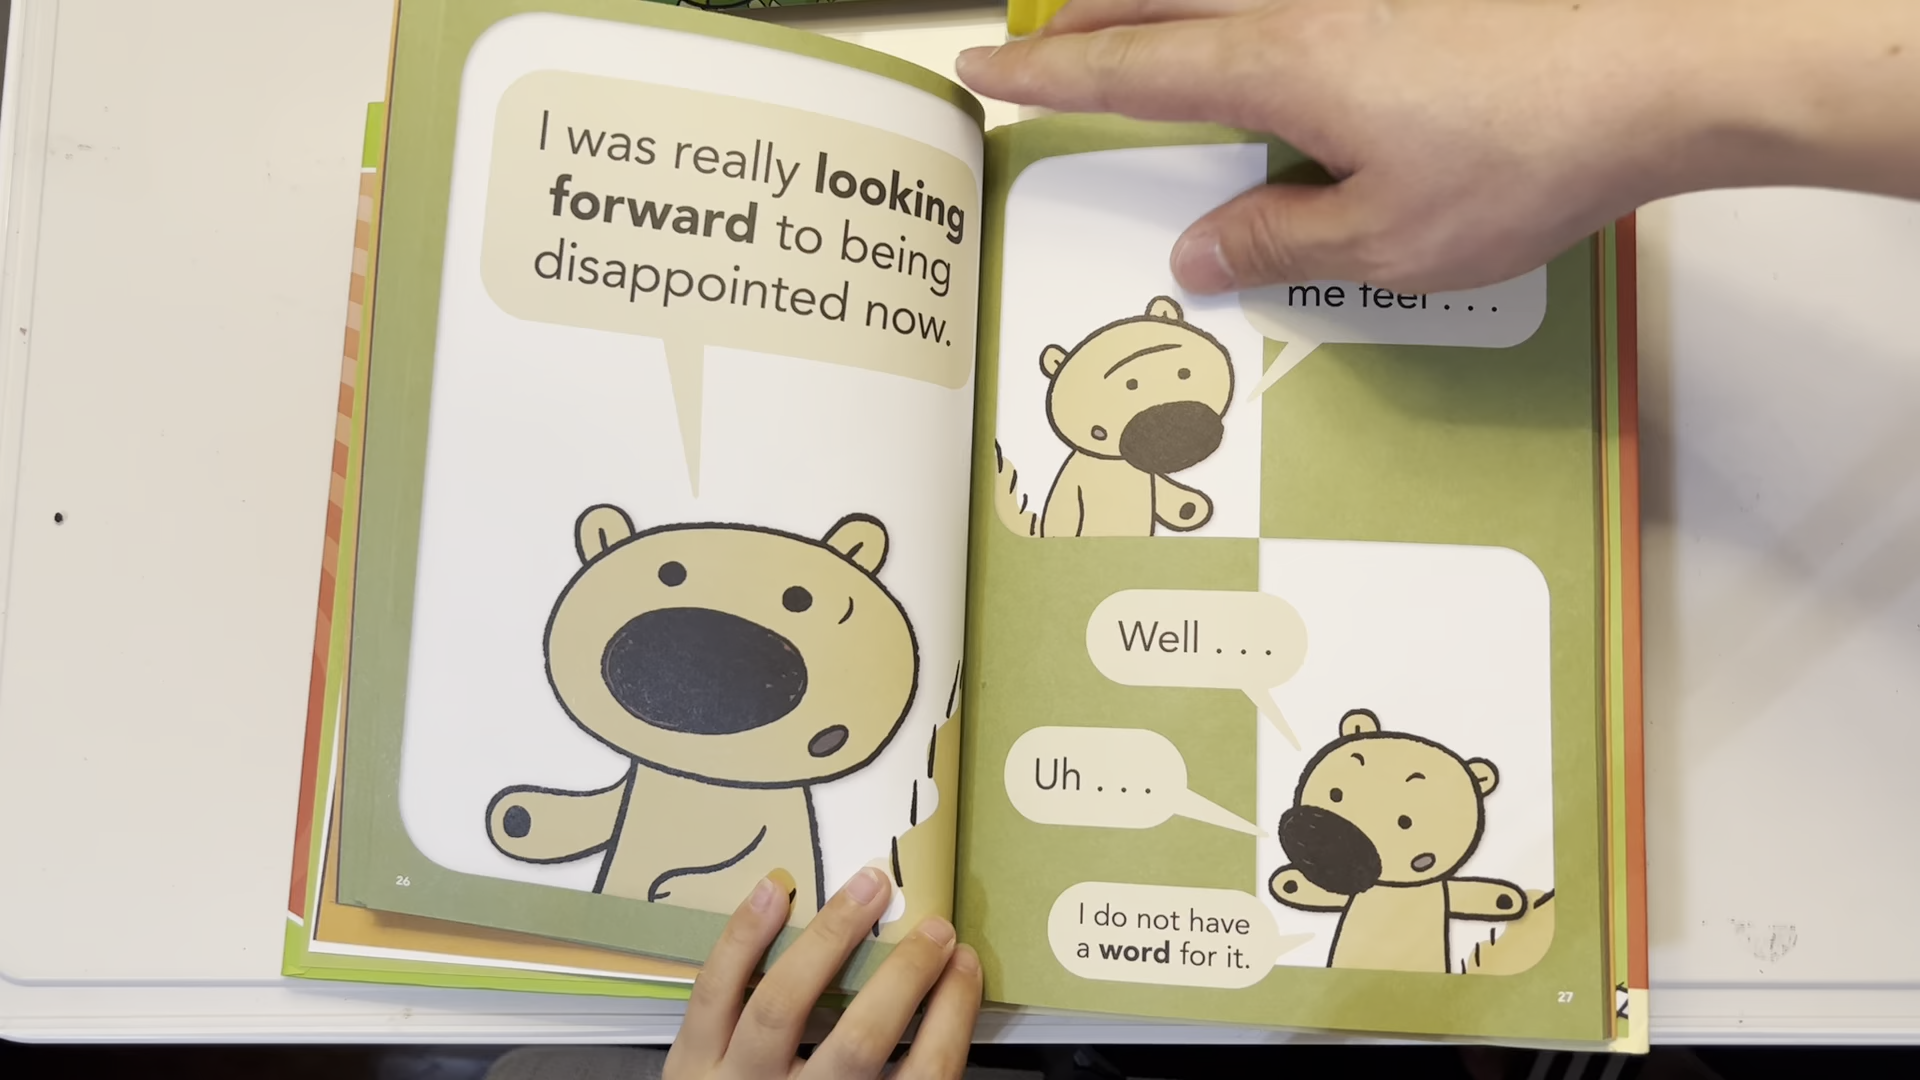 I was really looking
forward to being
disappointed now.
26
me feel . . .
Well . . .
Uh . . .
I do not have
a word for it.
27